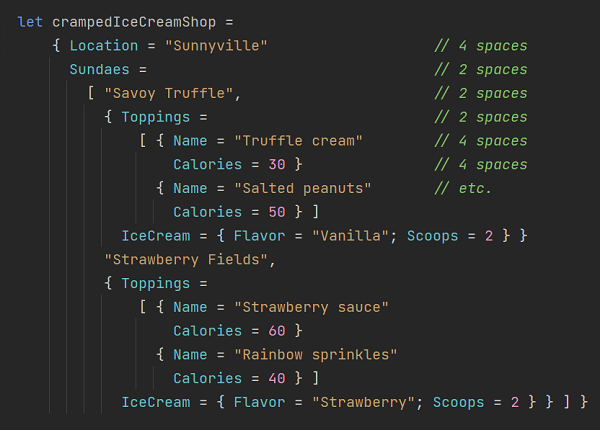 let crampedIceCreamShop =
    { Location = "Sunnyville"                   // 4 spaces
      Sundaes =                                 // 2 spaces
        [ "Savoy Truffle",                      // 2 spaces
          { Toppings =                          // 2 spaces
              [ { Name = "Truffle cream"        // 4 spaces
                  Calories = 30 }               // 4 spaces
                { Name = "Salted peanuts"       // etc.
                  Calories = 50 } ]
            IceCream = { Flavor = "Vanilla"; Scoops = 2 } }
          "Strawberry Fields",
          { Toppings =
              [ { Name = "Strawberry sauce"
                  Calories = 60 }
                { Name = "Rainbow sprinkles"
                  Calories = 40 } ]
            IceCream = { Flavor = "Strawberry"; Scoops = 2 } } ] }